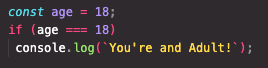 const age = 18;
if (age === 18)
console.log(`You're and Adult!`);